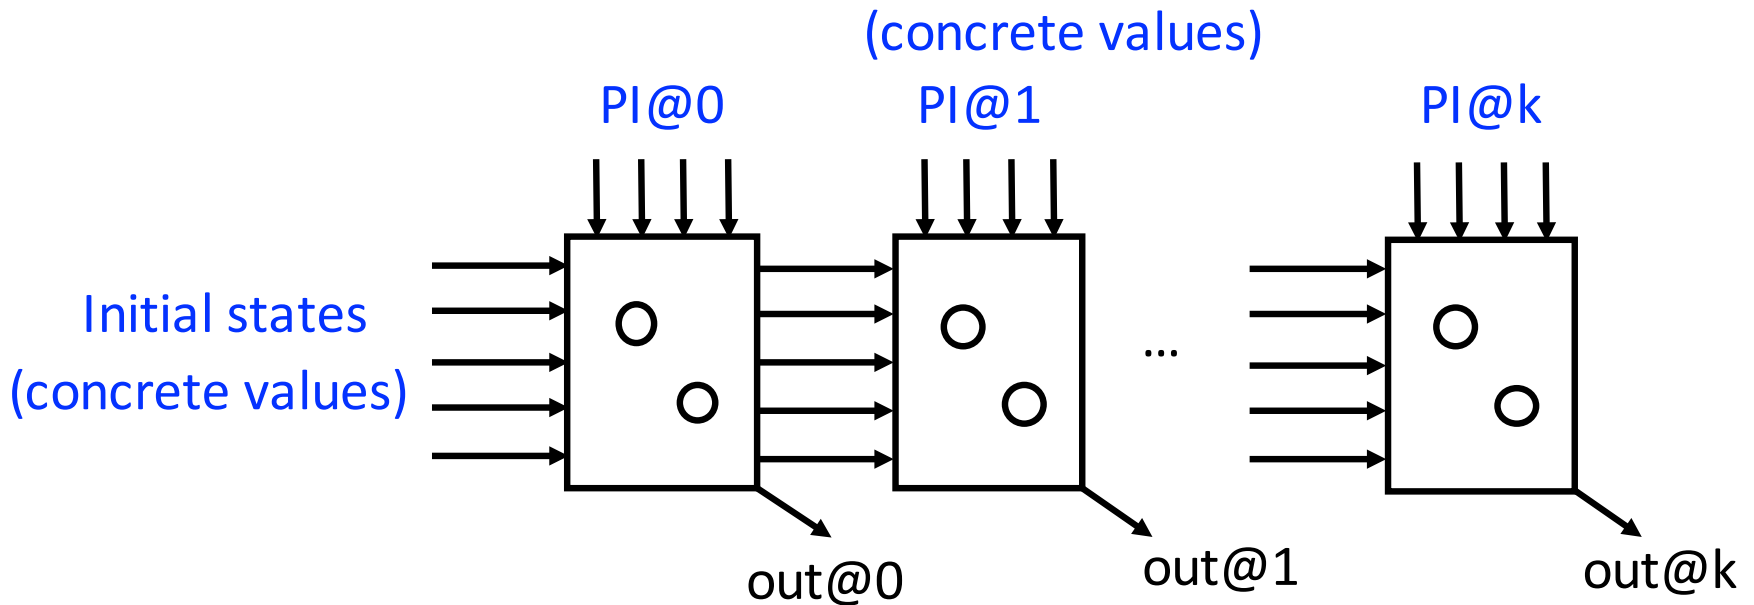 (concrete values)
PI@0
PI@1
PI@k
Initial states
(concrete values)
...
out@0
out@1
out@k